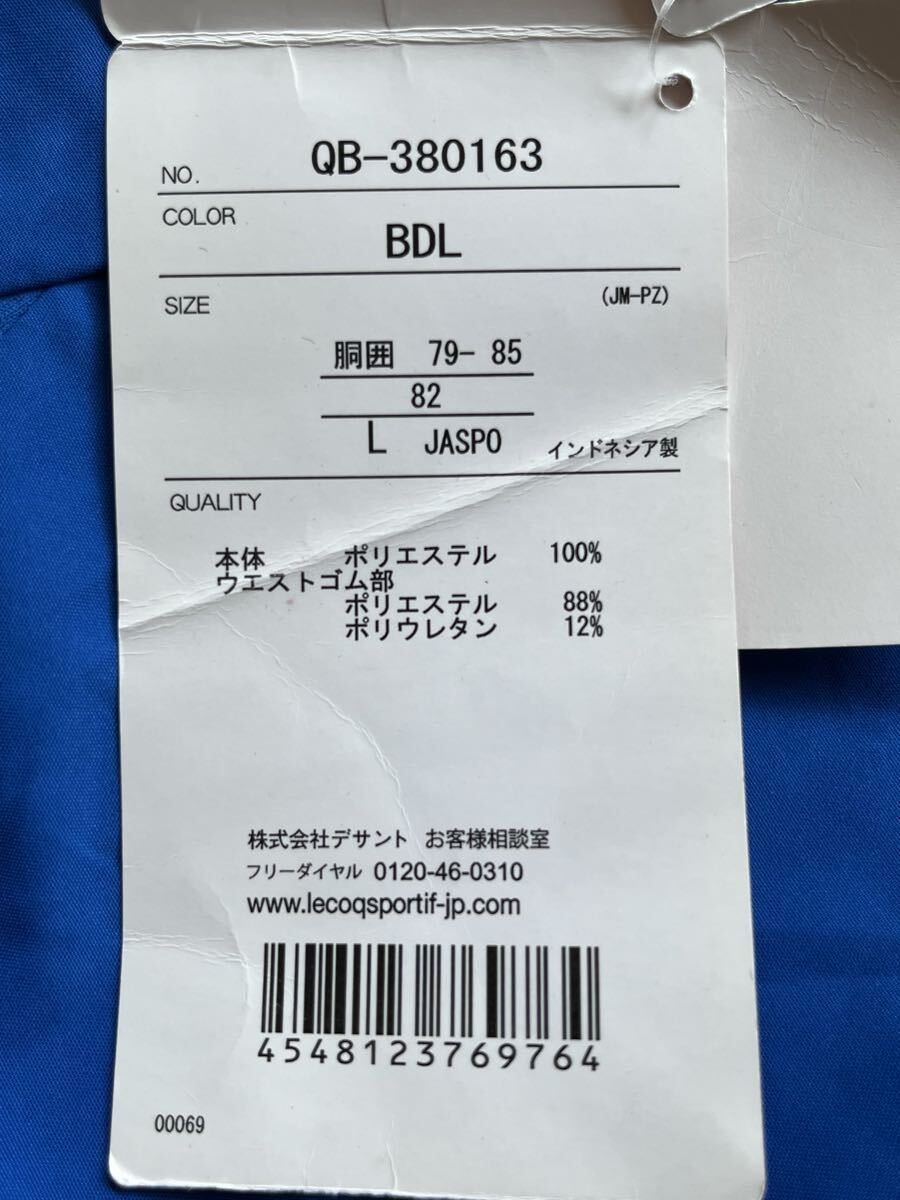 NO. QB-380163
COLOR
BDL
SIZE (JM-PZ)
胴囲 79- 85
82
L JASPO インドネシア製
QUALITY
本体 ポリエステル 100%
ウエストゴム部
ポリエステル 88%
ポリウレタン 12%
株式会社デサント お客様相談室
フリーダイヤル 0120-46-0310
www.lecoqsportif-jp.com
4548123769764
00069